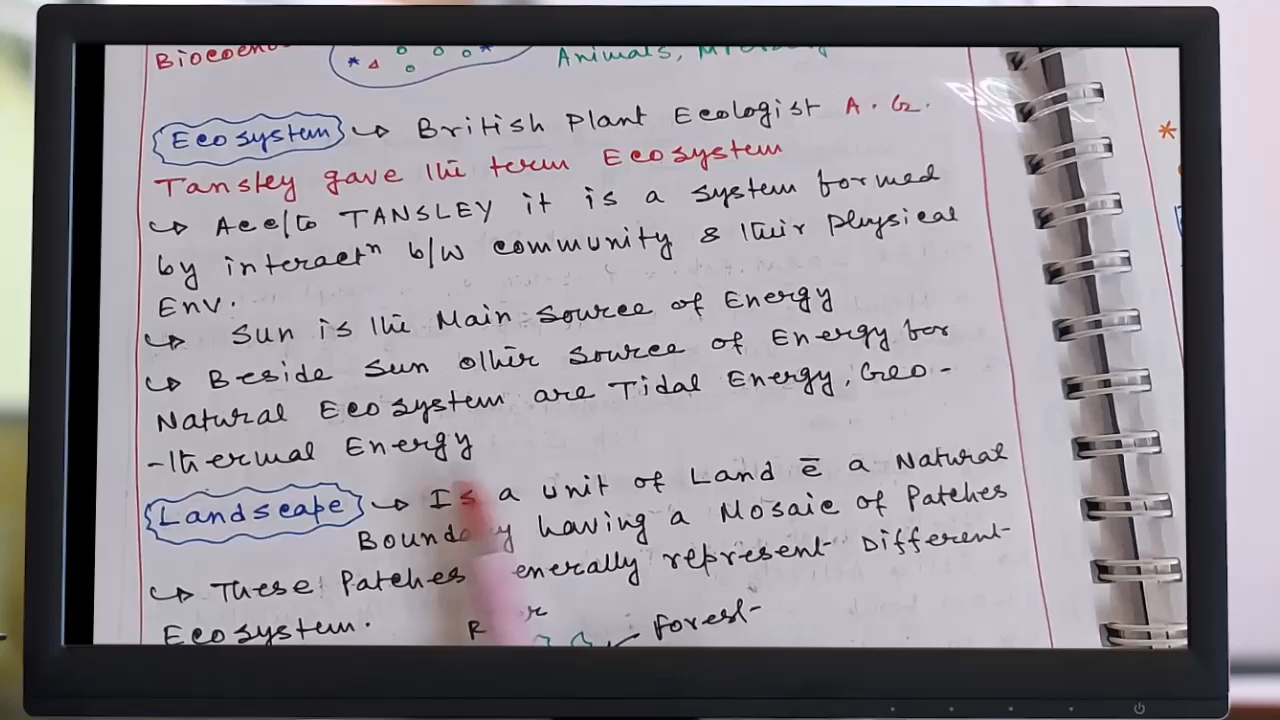 Animals,
Ecosystem ↪ British Plant Ecologist A. G.
Tansley gave the term Ecosystem
↪ Acc/to TANSLEY it is a system formed
by interactⁿ b/w community & their physical
Env.
↪ Sun is the Main source of Energy
↪ Beside sun other source of Energy for
Natural Ecosystem are Tidal Energy, Geo-
-thermal Energy
Landscape ↪ Is a unit of Land c̄ a Natural
having a Mosaic of Patches
↪ These Patches represent Different
Ecosystem.
Forest